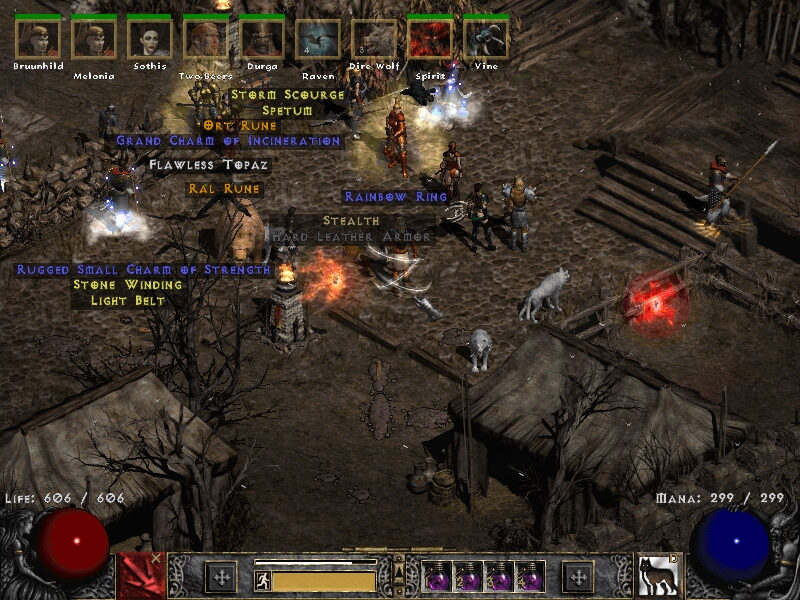 4 3
Bruunhild Melonia Sothis Two-Beers Durga Raven Dire Wolf Spirit Vine
Storm Scourge
Spetum
Ort Rune
Grand Charm of Incineration
Flawless Topaz
Ral Rune
Rainbow Ring
Stealth
Hard Leather Armor
Rugged Small Charm of Strength
Stone Winding
Light Belt
Life: 606 / 606
Mana: 299 / 299